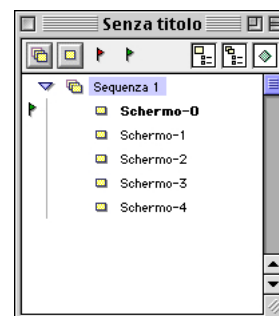 Senza titolo
Sequenza 1
Schermo-0
Schermo-1
Schermo-2
Schermo-3
Schermo-4